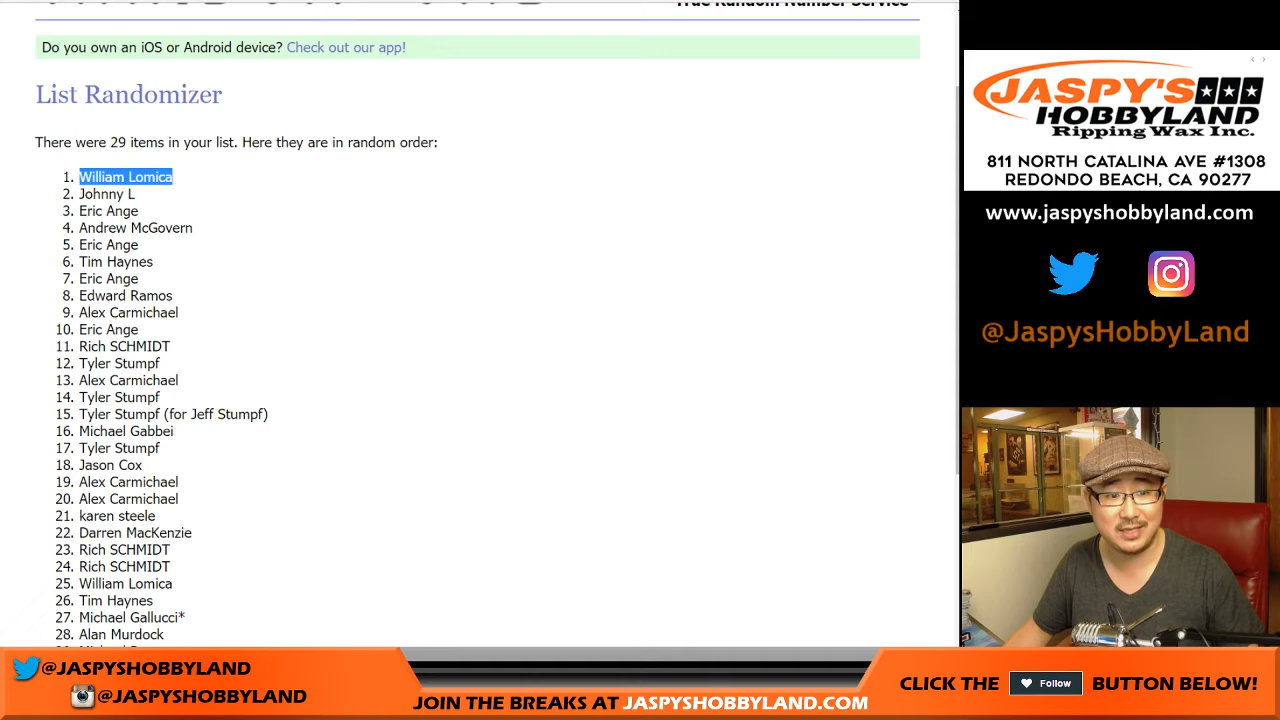 True Random Number Service
Do you own an iOS or Android device? Check out our app!
List Randomizer
There were 29 items in your list. Here they are in random order:
1. William Lomica
2. Johnny L
3. Eric Ange
4. Andrew McGovern
5. Eric Ange
6. Tim Haynes
7. Eric Ange
8. Edward Ramos
9. Alex Carmichael
10. Eric Ange
11. Rich SCHMIDT
12. Tyler Stumpf
13. Alex Carmichael
14. Tyler Stumpf
15. Tyler Stumpf (for Jeff Stumpf)
16. Michael Gabbei
17. Tyler Stumpf
18. Jason Cox
19. Alex Carmichael
20. Alex Carmichael
21. karen steele
22. Darren MacKenzie
23. Rich SCHMIDT
24. Rich SCHMIDT
25. William Lomica
26. Tim Haynes
27. Michael Gallucci*
28. Alan Murdock
JASPY'S
HOBBYLAND
Ripping Wax Inc.
811 NORTH CATALINA AVE #1308
REDONDO BEACH, CA 90277
www.jaspyshobbyland.com
@JaspysHobbyLand
@JASPYSHOBBYLAND
@JASPYSHOBBYLAND
JOIN THE BREAKS AT JASPYSHOBBYLAND.COM
CLICK THE Follow BUTTON BELOW!